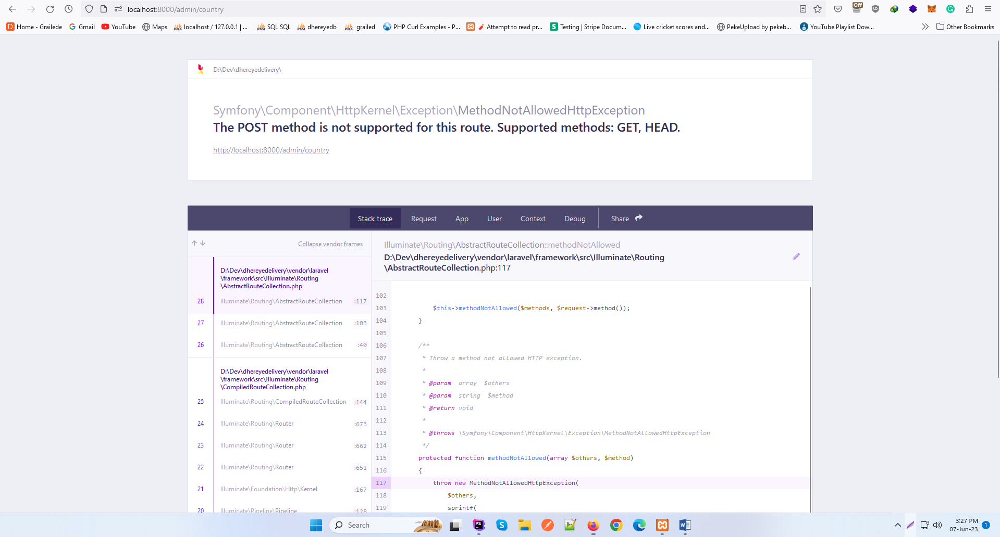 localhost:8000/admin/country
Off
Home - Grailede
Gmail
YouTube
Maps
localhost / 127.0.0.1 | ...
SQL SQL
dhereyedb
grailed
PHP Curl Examples - P...
Attempt to read pr...
Testing | Stripe Docum...
Live cricket scores and...
PekeUpload by pekeb...
YouTube Playlist Dow...
Other Bookmarks
D:\Dev\dhereyedelivery\
Symfony\Component\HttpKernel\Exception\MethodNotAllowedHttpException
The POST method is not supported for this route. Supported methods: GET, HEAD.
http://localhost:8000/admin/country
Stack trace
Request
App
User
Context
Debug
Share
Collapse vendor frames
D:\Dev\dhereyedelivery\vendor\laravel
\framework\src\Illuminate\Routing
\AbstractRouteCollection.php
28 Illuminate\Routing\AbstractRouteCollection :117
27 Illuminate\Routing\AbstractRouteCollection :103
26 Illuminate\Routing\AbstractRouteCollection :40
D:\Dev\dhereyedelivery\vendor\laravel
\framework\src\Illuminate\Routing
\CompiledRouteCollection.php
25 Illuminate\Routing\CompiledRouteCollection :144
24 Illuminate\Routing\Router :673
23 Illuminate\Routing\Router :662
22 Illuminate\Routing\Router :651
21 Illuminate\Foundation\Http\Kernel :167
20 Illuminate\Pipeline\Pipeline :128
Illuminate\Routing\AbstractRouteCollection::methodNotAllowed
D:\Dev\dhereyedelivery\vendor\laravel\framework\src\Illuminate\Routing
\AbstractRouteCollection.php:117
102
103 $this->methodNotAllowed($methods, $request->method());
104 }
105
106 /**
107 * Throw a method not allowed HTTP exception.
108 *
109 * @param  array  $others
110 * @param  string  $method
111 * @return void
112 *
113 * @throws \Symfony\Component\HttpKernel\Exception\MethodNotAllowedHttpException
114 */
115 protected function methodNotAllowed(array $others, $method)
116 {
117 throw new MethodNotAllowedHttpException(
118 $others,
119 sprintf(
Search
PS
3:27 PM
07-Jun-23
1